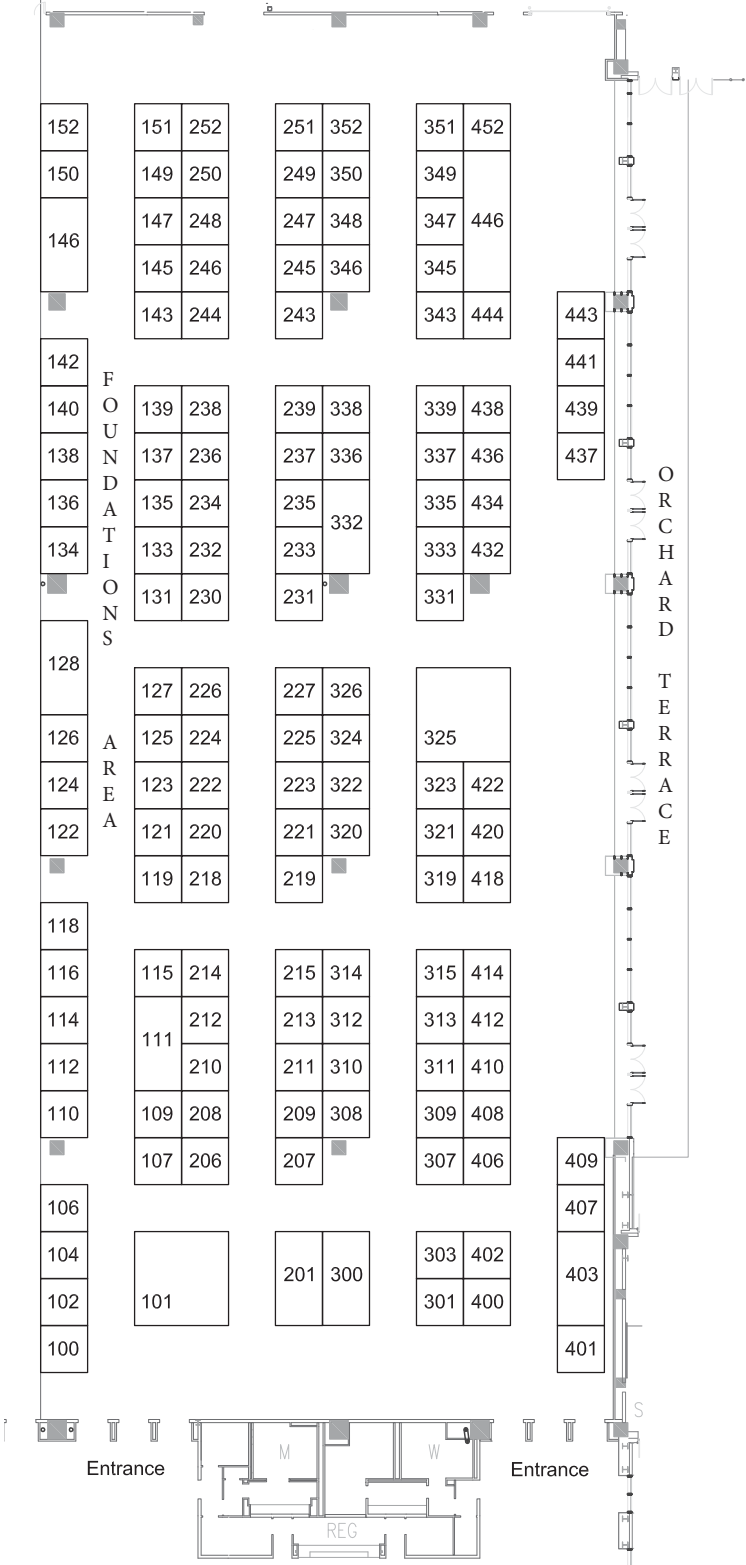 152 151 252 251 352 351 452
150 149 250 249 350 349
146 147 248 247 348 347 446
145 246 245 346 345
143 244 243 343 444 443
142 441
140 139 238 239 338 339 438 439
138 137 236 237 336 337 436 437
136 135 234 235 332 335 434
134 133 232 233 333 432
131 230 231 331
128
127 226 227 326
126 125 224 225 324 325
124 123 222 223 322 323 422
122 121 220 221 320 321 420
119 218 219 319 418
118
116 115 214 215 314 315 414
114 111 212 213 312 313 412
112 210 211 310 311 410
110 109 208 209 308 309 408
107 206 207 307 406 409
106 407
104 201 300 303 402 403
102 101 301 400
100 401
FOUNDATIONS AREA
ORCHARD TERRACE
S
M W
Entrance Entrance
REG